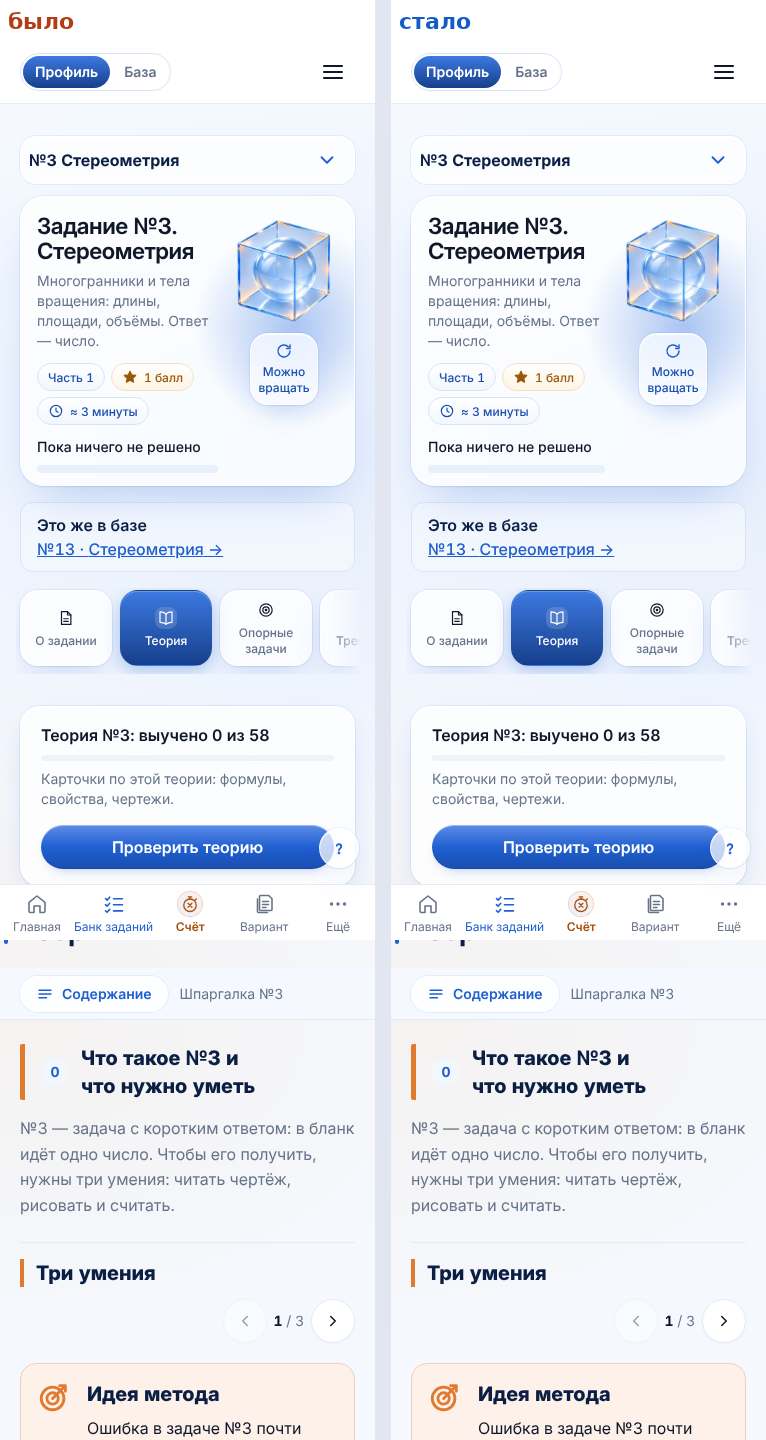 было
Профиль База
№3 Стереометрия
Задание №3.
Стереометрия
Многогранники и тела
вращения: длины,
площади, объёмы. Ответ
— число.
Можно
вращать
Часть 1 1 балл
≈ 3 минуты
Пока ничего не решено
Это же в базе
№13 · Стереометрия →
О задании
Теория
Опорные
задачи
Тре
Теория №3: выучено 0 из 58
Карточки по этой теории: формулы,
свойства, чертежи.
Проверить теорию
?
Главная Банк заданий Счёт Вариант Ещё
Содержание Шпаргалка №3
0 Что такое №3 и
что нужно уметь
№3 — задача с коротким ответом: в бланк
идёт одно число. Чтобы его получить,
нужны три умения: читать чертёж,
рисовать и считать.
Три умения
1 / 3
Идея метода
Ошибка в задаче №3 почти
стало
Профиль База
№3 Стереометрия
Задание №3.
Стереометрия
Многогранники и тела
вращения: длины,
площади, объёмы. Ответ
— число.
Можно
вращать
Часть 1 1 балл
≈ 3 минуты
Пока ничего не решено
Это же в базе
№13 · Стереометрия →
О задании
Теория
Опорные
задачи
Тре
Теория №3: выучено 0 из 58
Карточки по этой теории: формулы,
свойства, чертежи.
Проверить теорию
?
Главная Банк заданий Счёт Вариант Ещё
Содержание Шпаргалка №3
0 Что такое №3 и
что нужно уметь
№3 — задача с коротким ответом: в бланк
идёт одно число. Чтобы его получить,
нужны три умения: читать чертёж,
рисовать и считать.
Три умения
1 / 3
Идея метода
Ошибка в задаче №3 почти